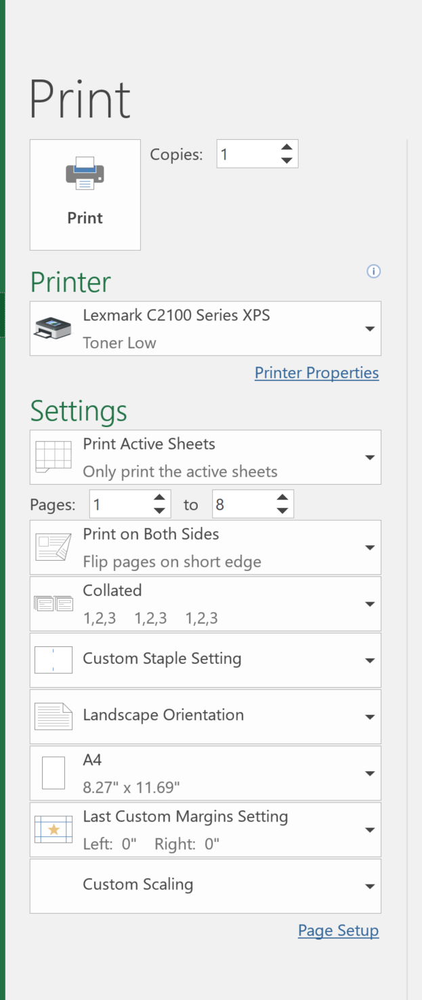 Print
Copies: 1
Print
Printer
Lexmark C2100 Series XPS
Toner Low
Printer Properties
Settings
Print Active Sheets
Only print the active sheets
Pages: 1 to 8
Print on Both Sides
Flip pages on short edge
Collated
1,2,3 1,2,3 1,2,3
Custom Staple Setting
Landscape Orientation
A4
8.27" x 11.69"
Last Custom Margins Setting
Left: 0" Right: 0"
Custom Scaling
Page Setup